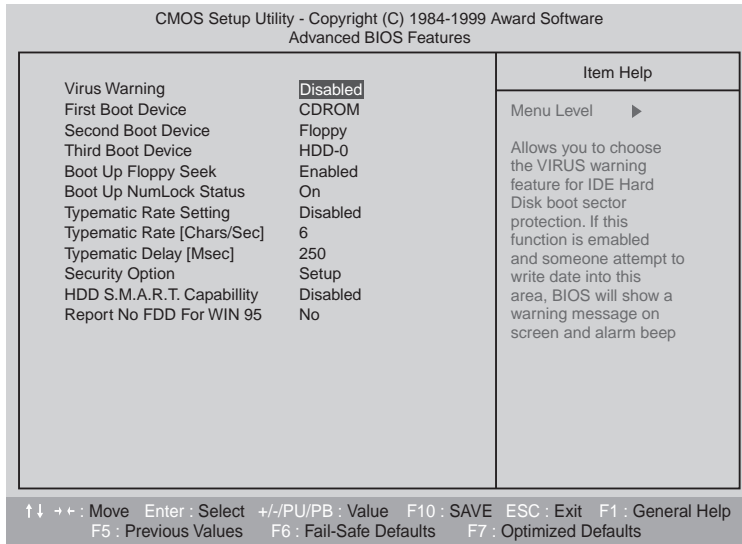 CMOS Setup Utility - Copyright (C) 1984-1999 Award Software
Advanced BIOS Features
Virus Warning Disabled
First Boot Device CDROM
Second Boot Device Floppy
Third Boot Device HDD-0
Boot Up Floppy Seek Enabled
Boot Up NumLock Status On
Typematic Rate Setting Disabled
Typematic Rate [Chars/Sec] 6
Typematic Delay [Msec] 250
Security Option Setup
HDD S.M.A.R.T. Capabillity Disabled
Report No FDD For WIN 95 No
Item Help
Menu Level ▶
Allows you to choose
the VIRUS warning
feature for IDE Hard
Disk boot sector
protection. If this
function is emabled
and someone attempt to
write date into this
area, BIOS will show a
warning message on
screen and alarm beep
↑↓ →← : Move Enter : Select +/-/PU/PB : Value F10 : SAVE ESC : Exit F1 : General Help
F5 : Previous Values F6 : Fail-Safe Defaults F7 : Optimized Defaults